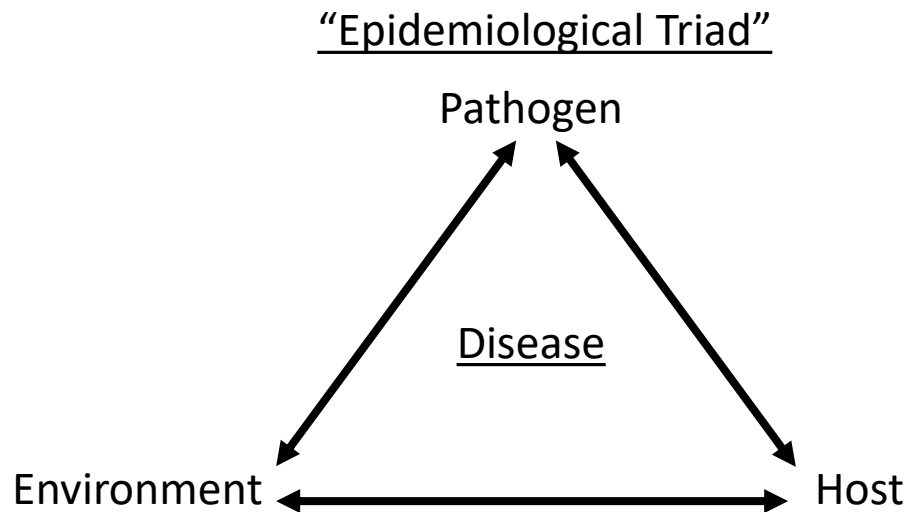 “Epidemiological Triad”
Pathogen
Disease
Environment Host